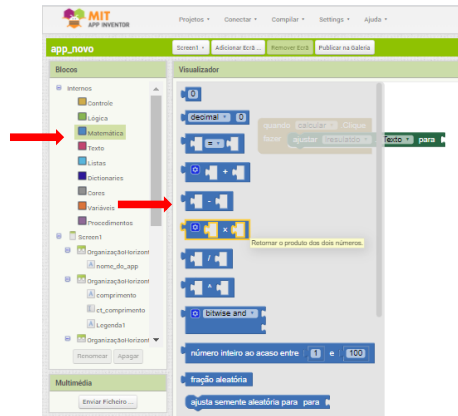 MIT
APP INVENTOR
Projetos Conectar Compilar Settings Ajuda
app_novo
Screen1 Adicionar Ecrã ... Remover Ecrã Publicar na Galeria
Blocos
Visualizador
Internos
Controle
Lógica
Matemática
Texto
Listas
Dictionaries
Cores
Variáveis
Procedimentos
Screen1
OrganizaçãoHorizont
nome_do_app
OrganizaçãoHorizont
comprimento
ct_comprimento
Legenda1
OrganizaçãoHorizont
Renomear Apagar
Multimédia
Enviar Ficheiro ...
0
decimal 0
=
+
-
×
/
^
bitwise and
número inteiro ao acaso entre 1 e 100
fração aleatória
ajusta semente aleatória para para
quando calcular Clique
fazer ajustar resultado Texto para
Retornar o produto dos dois números.